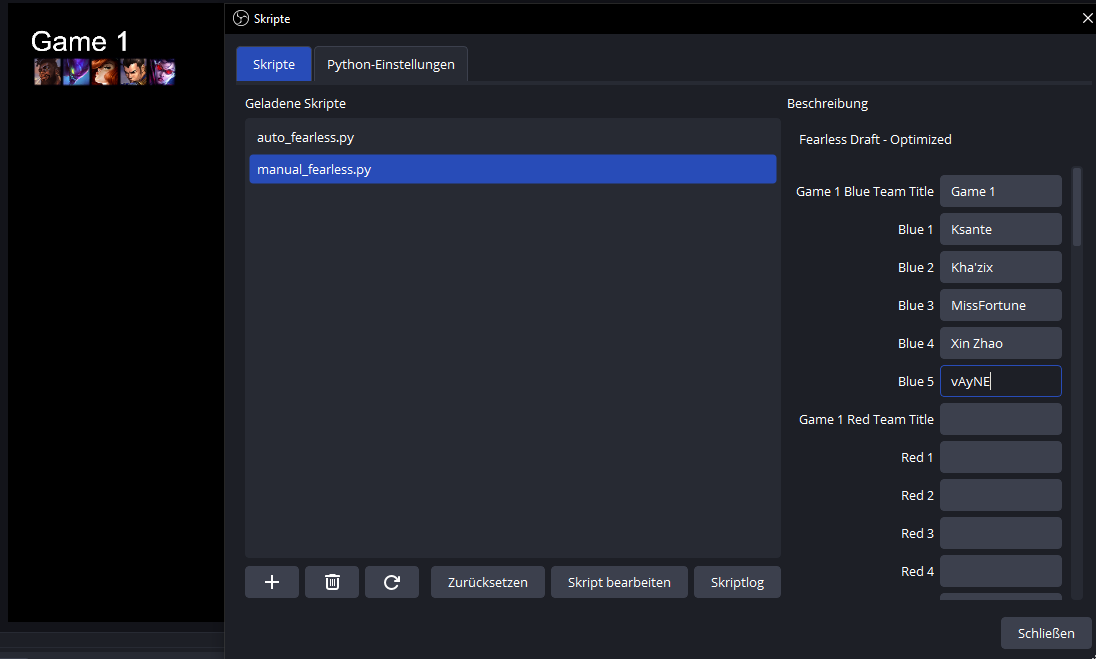 Game 1
Skripte
Skripte
Python-Einstellungen
Geladene Skripte
auto_fearless.py
manual_fearless.py
Zurücksetzen
Skript bearbeiten
Skriptlog
Beschreibung
Fearless Draft - Optimized
Game 1 Blue Team Title Game 1
Blue 1 Ksante
Blue 2 Kha'zix
Blue 3 MissFortune
Blue 4 Xin Zhao
Blue 5 vAyNE
Game 1 Red Team Title
Red 1
Red 2
Red 3
Red 4
Schließen